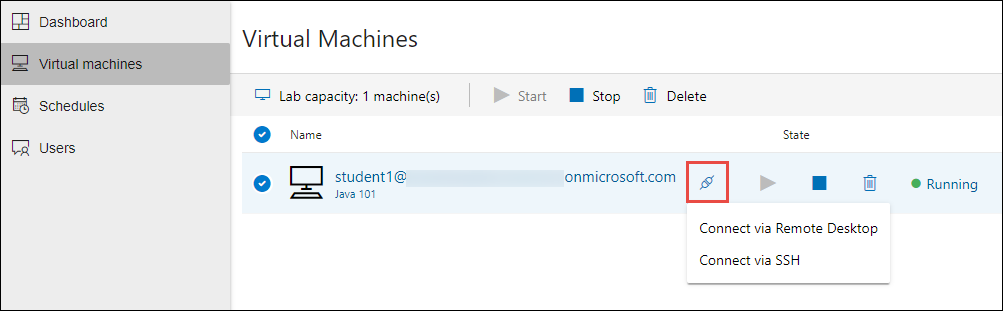 Dashboard
Virtual machines
Schedules
Users
Virtual Machines
Lab capacity: 1 machine(s) Start Stop Delete
Name State
student1@ onmicrosoft.com Running
Java 101
Connect via Remote Desktop
Connect via SSH